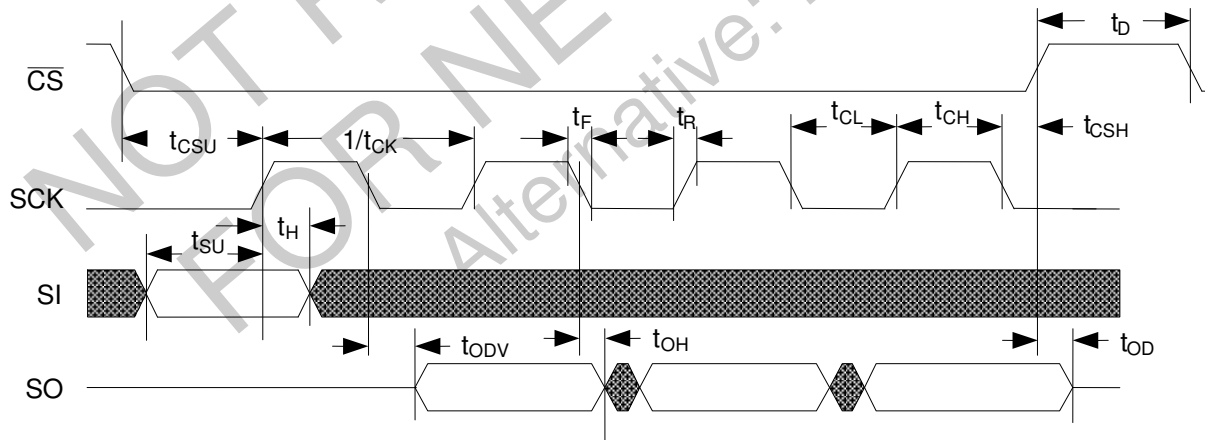 NOT
FOR NE
Alternative:
t_D
C̅S̅
t_F
t_R
t_CL
t_CH
t_CSU
1/t_CK
t_CSH
SCK
t_SU
t_H
SI
t_ODV
t_OH
t_OD
SO